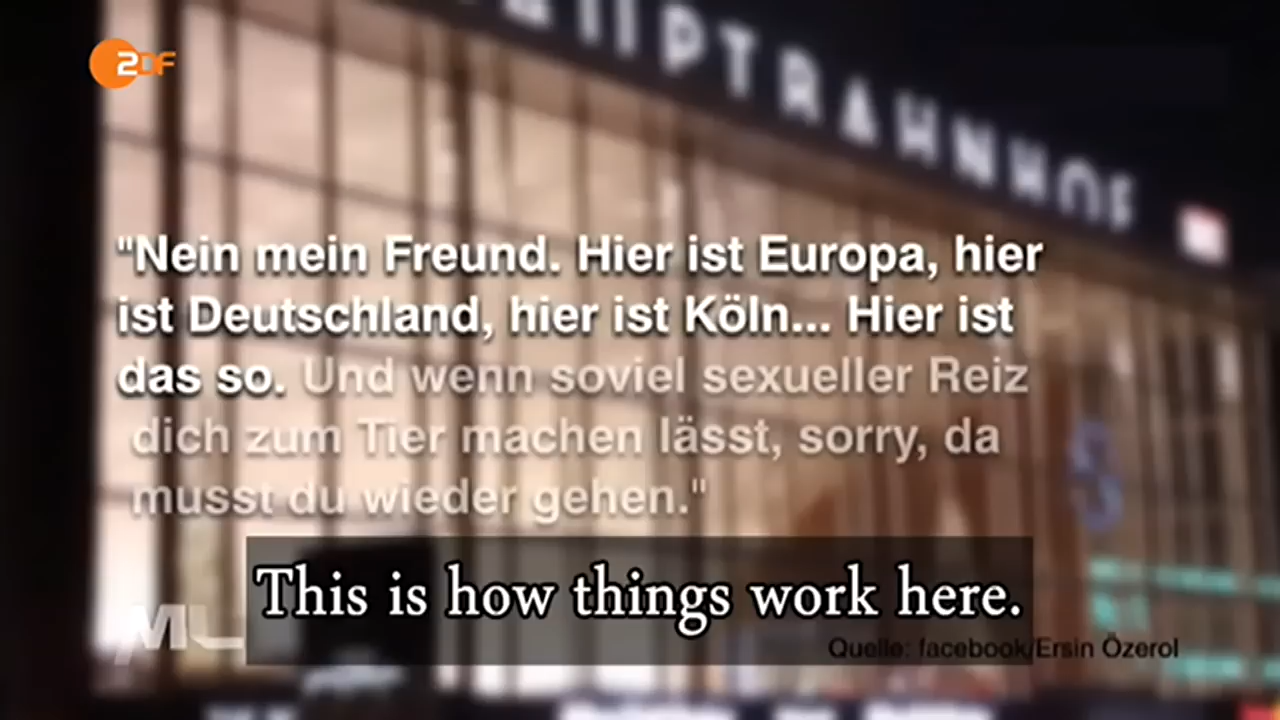 HAUPTBAHNHOF
ZDF
"Nein mein Freund. Hier ist Europa, hier
ist Deutschland, hier ist Köln... Hier ist
das so. Und wenn soviel sexueller Reiz
dich zum Tier machen lässt, sorry, da
musst du wieder gehen."
This is how things work here.
ML
Quelle: facebook/Ersin Özerol